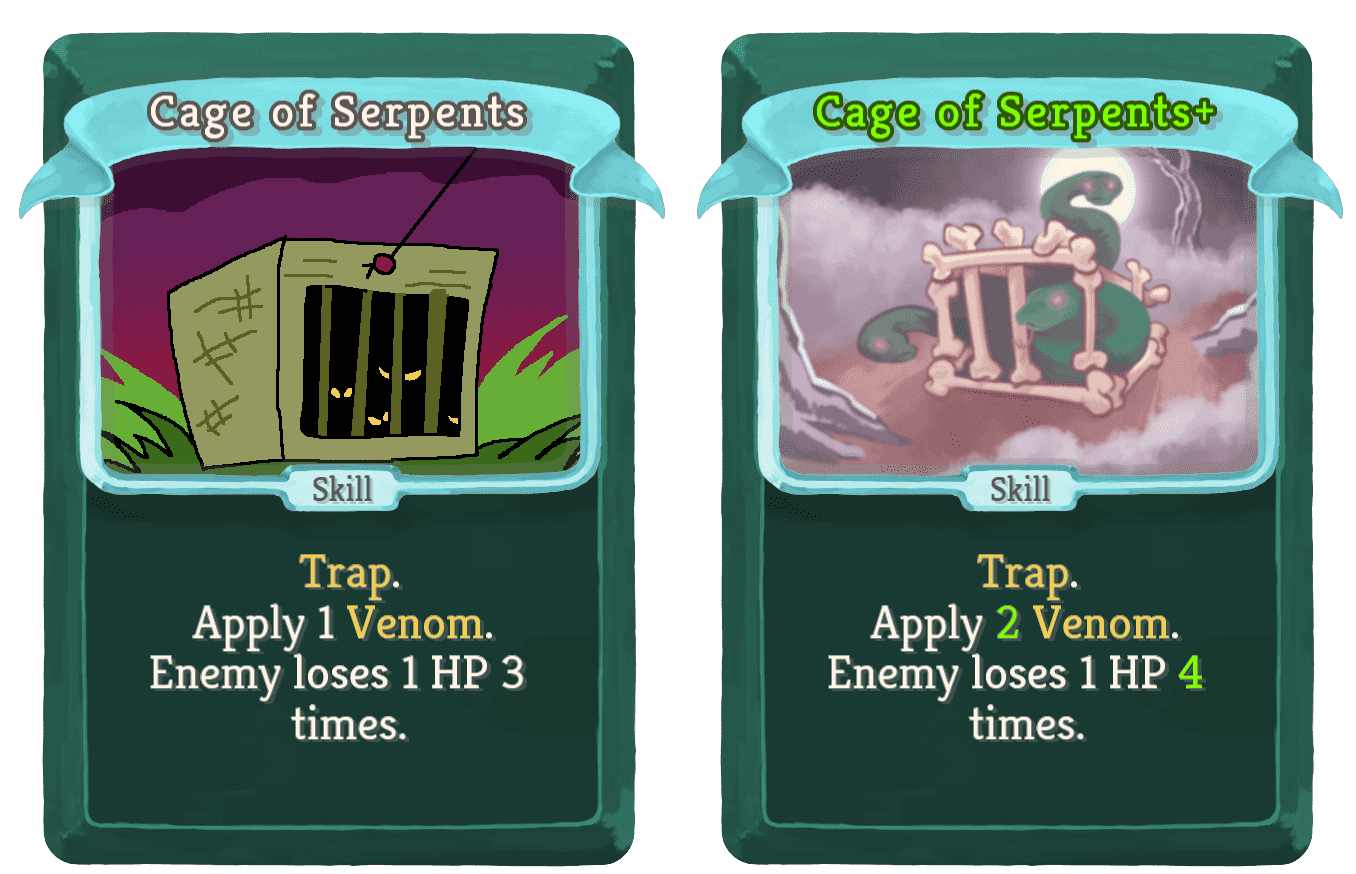 Cage of Serpents
Skill
Trap.
Apply 1 Venom.
Enemy loses 1 HP 3
times.
Cage of Serpents+
Skill
Trap.
Apply 2 Venom.
Enemy loses 1 HP 4
times.